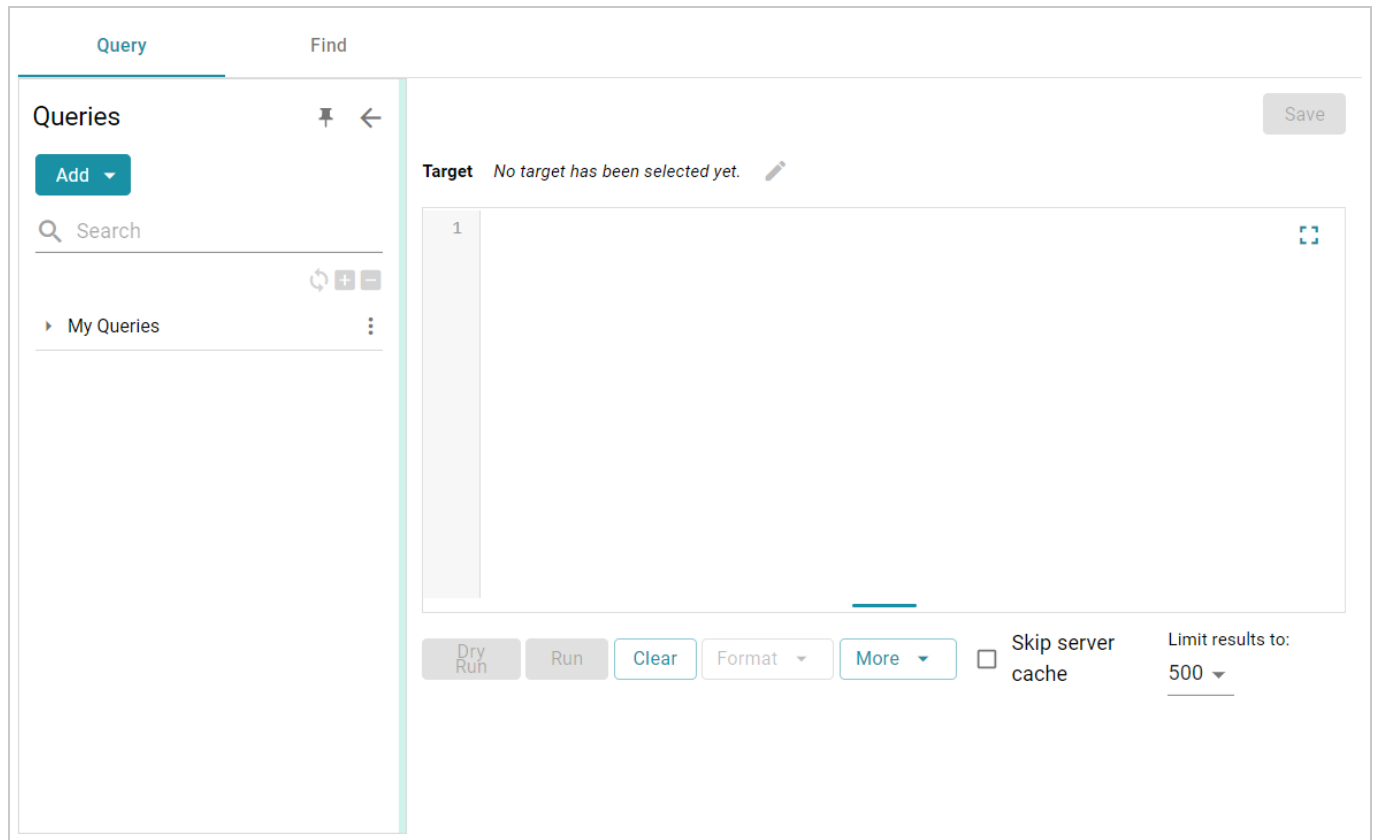 Query
Find
Queries
Add
Search
My Queries
Save
Target No target has been selected yet.
1
Dry
Run
Run
Clear
Format
More
Skip server
cache
Limit results to:
500